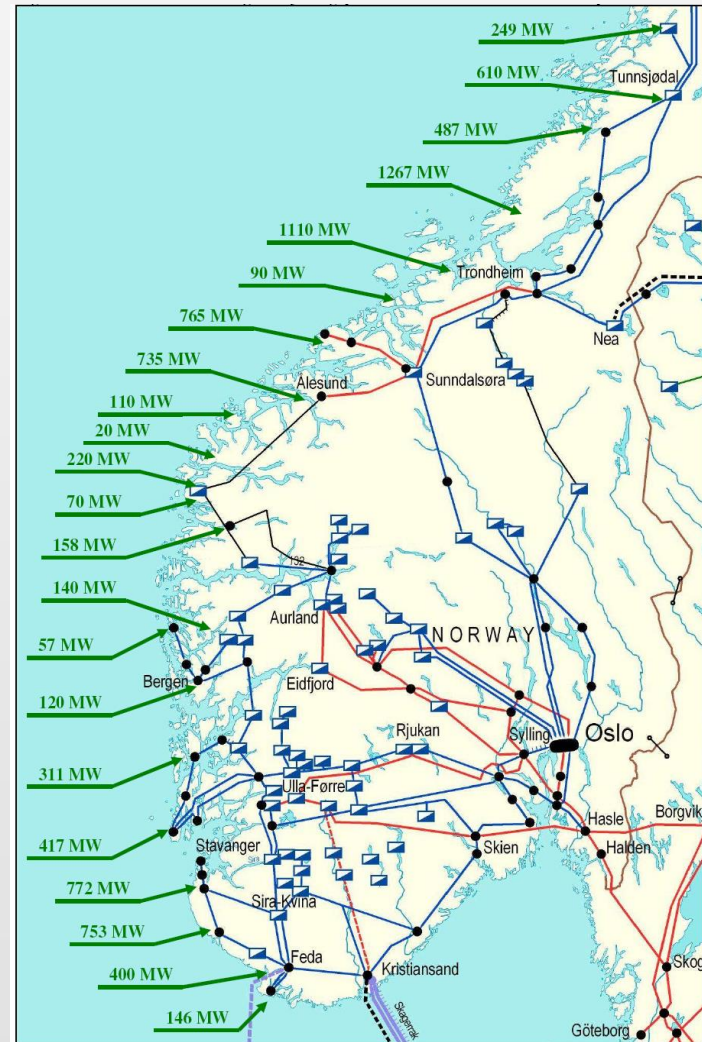 249 MW
Tunnsjødal
610 MW
487 MW
1267 MW
1110 MW
Trondheim
90 MW
765 MW
Nea
735 MW
Sunndalsøra
Ålesund
110 MW
20 MW
220 MW
70 MW
158 MW
132
140 MW
Aurland
57 MW
NORWAY
Bergen
Eidfjord
120 MW
Rjukan
Sylling
Oslo
311 MW
Ulla-Førre
Hasle
Borgvik
417 MW
Stavanger
Skien
Halden
772 MW
Sira-Kvina
753 MW
Feda
Kristiansand
Skog
400 MW
146 MW
Skagerrak
Göteborg